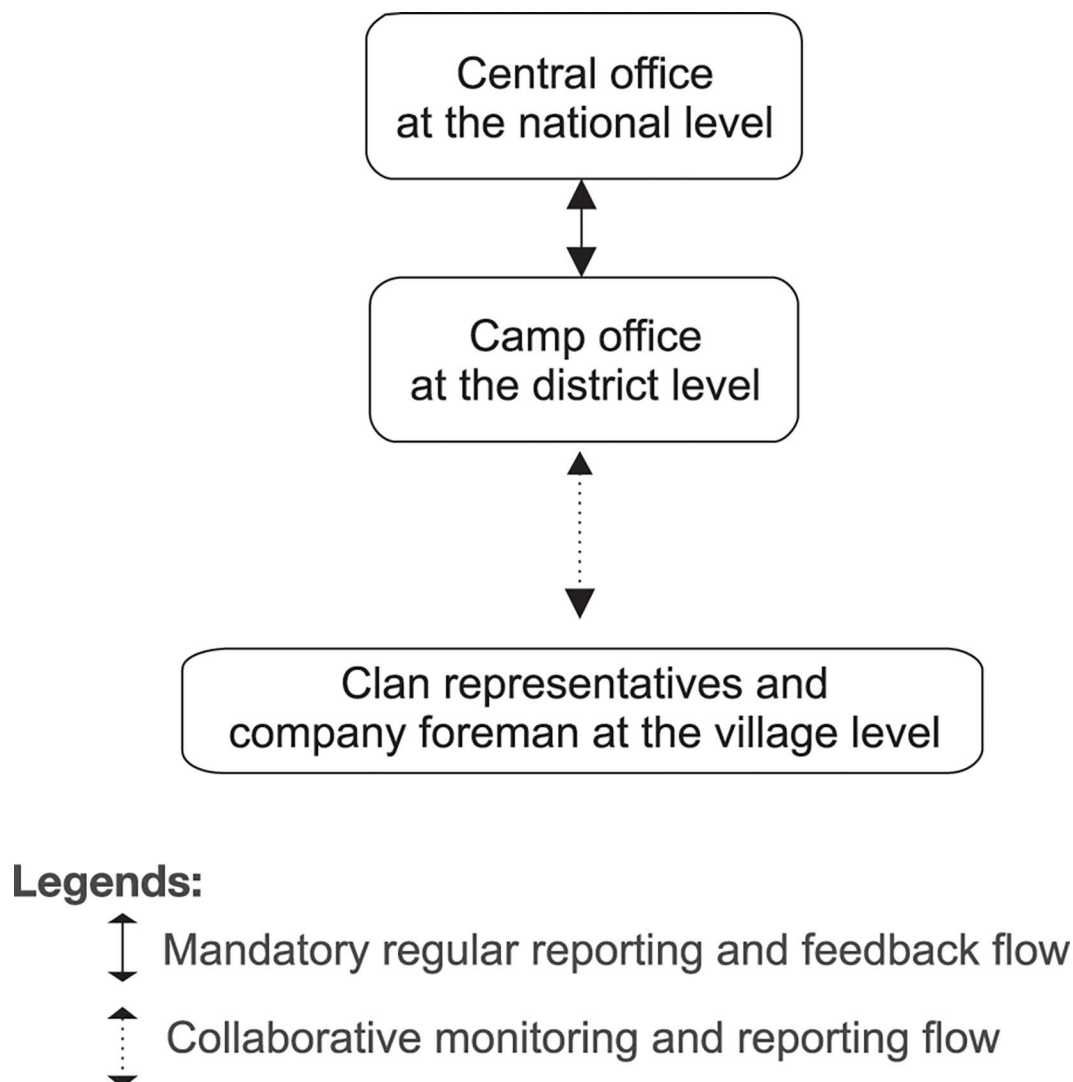 Central office
at the national level
Camp office
at the district level
Clan representatives and
company foreman at the village level
Legends:
Mandatory regular reporting and feedback flow
Collaborative monitoring and reporting flow